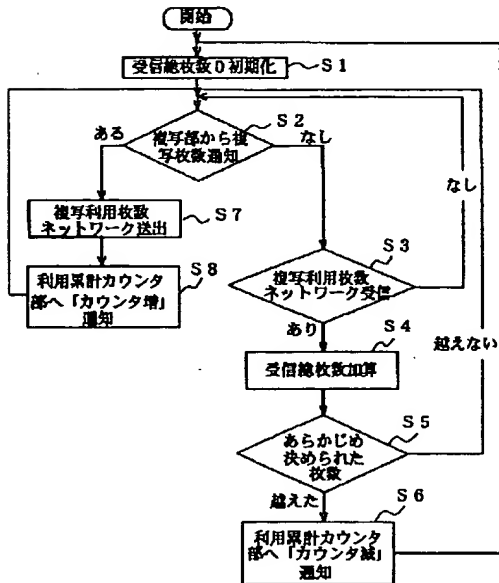 開始
受信総枚数0初期化
S1
S2
ある
複写部から複
写枚数通知
なし
なし
複写利用枚数
ネットワーク送出
S7
S3
複写利用枚数
ネットワーク受信
利用累計カウンタ
部へ「カウンタ増」
通知
S8
あり
S4
越えない
受信総枚数加算
あらかじめ
決められた
枚数
S5
越えた
S6
利用累計カウンタ
部へ「カウンタ減」
通知